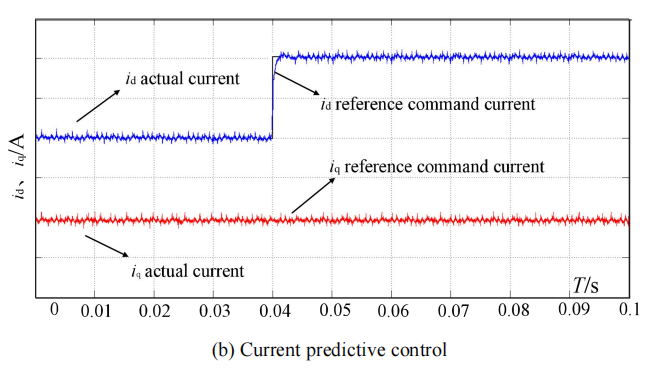 id actual current
id reference command current
iq reference command current
iq actual current
id、iq/A
T/s
0 0.01 0.02 0.03 0.04 0.05 0.06 0.07 0.08 0.09 0.1
(b) Current predictive control